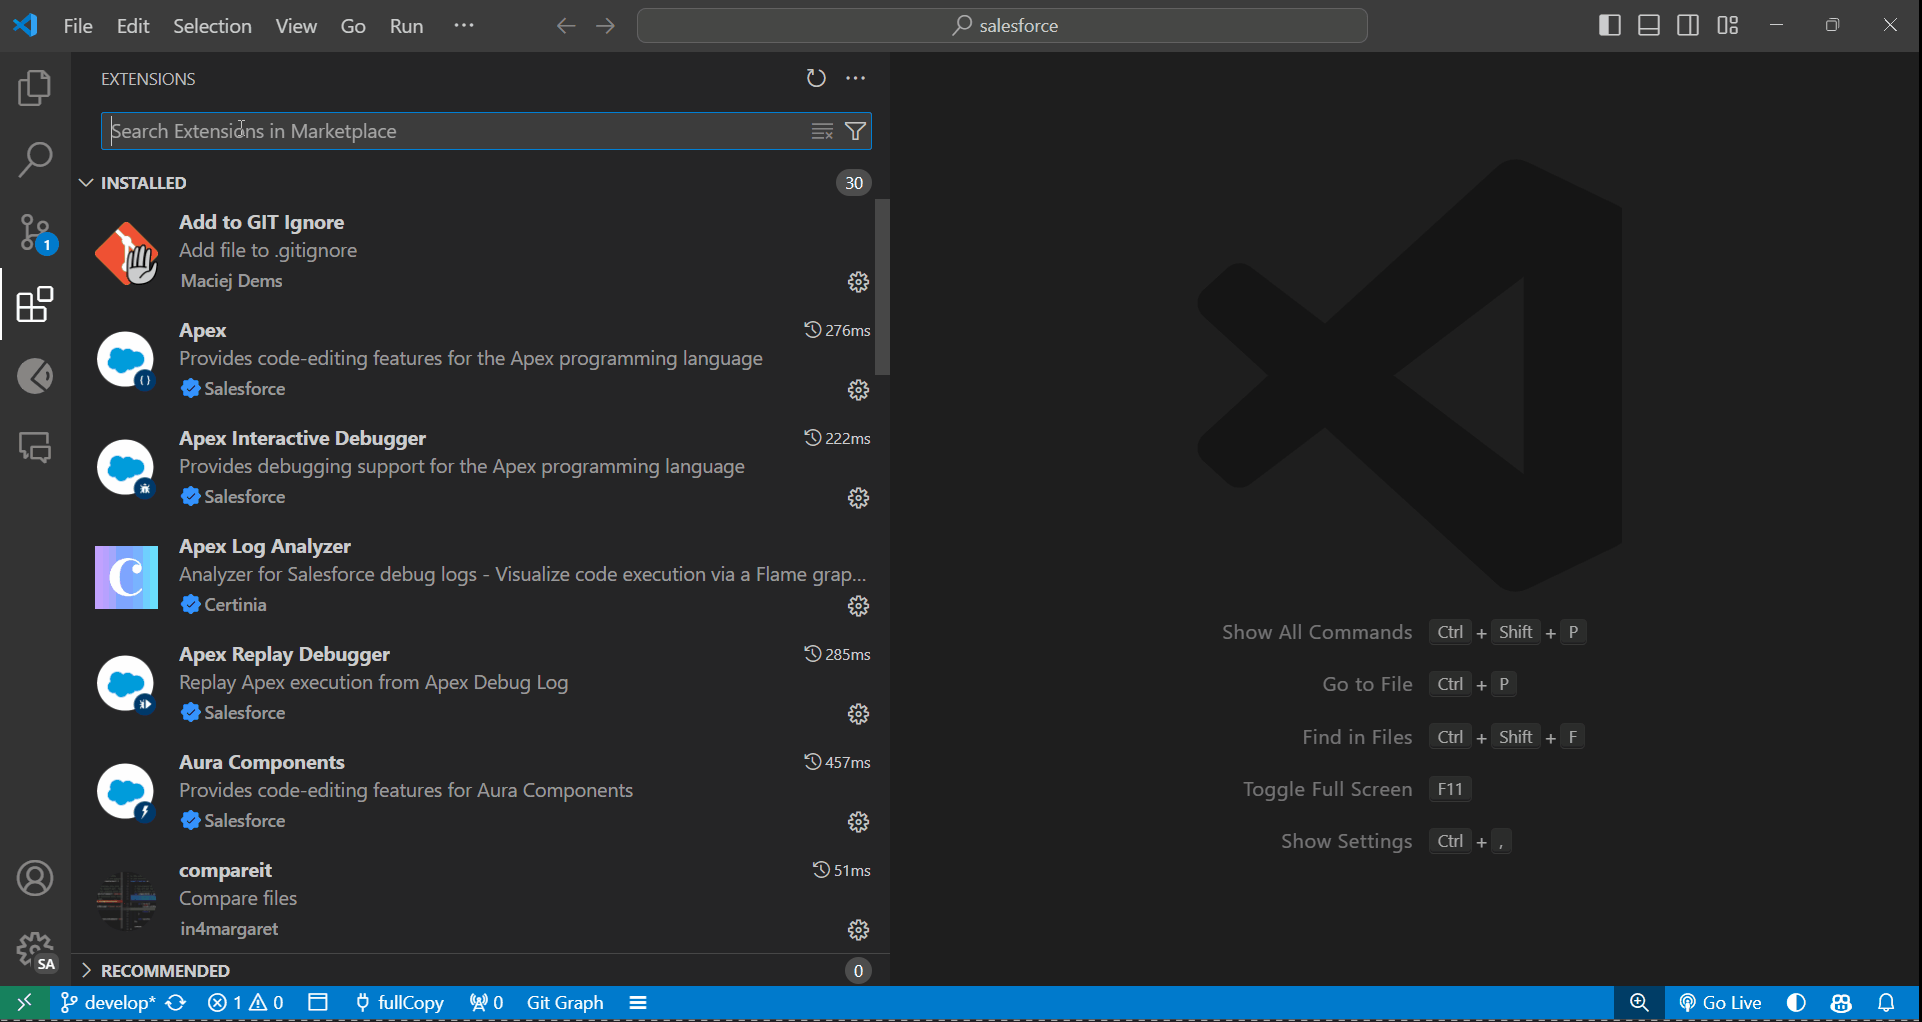 File Edit Selection View Go Run ···
salesforce
EXTENSIONS
Search Extensions in Marketplace
INSTALLED 30
Add to GIT Ignore
Add file to .gitignore
Maciej Dems
Apex 276ms
Provides code-editing features for the Apex programming language
Salesforce
Apex Interactive Debugger 222ms
Provides debugging support for the Apex programming language
Salesforce
Apex Log Analyzer
Analyzer for Salesforce debug logs - Visualize code execution via a Flame grap...
Certinia
Apex Replay Debugger 285ms
Replay Apex execution from Apex Debug Log
Salesforce
Aura Components 457ms
Provides code-editing features for Aura Components
Salesforce
compareit 51ms
Compare files
in4margaret
RECOMMENDED 0
Show All Commands Ctrl + Shift + P
Go to File Ctrl + P
Find in Files Ctrl + Shift + F
Toggle Full Screen F11
Show Settings Ctrl + ,
1
C
SA
develop* 1 0 fullCopy 0 Git Graph Go Live